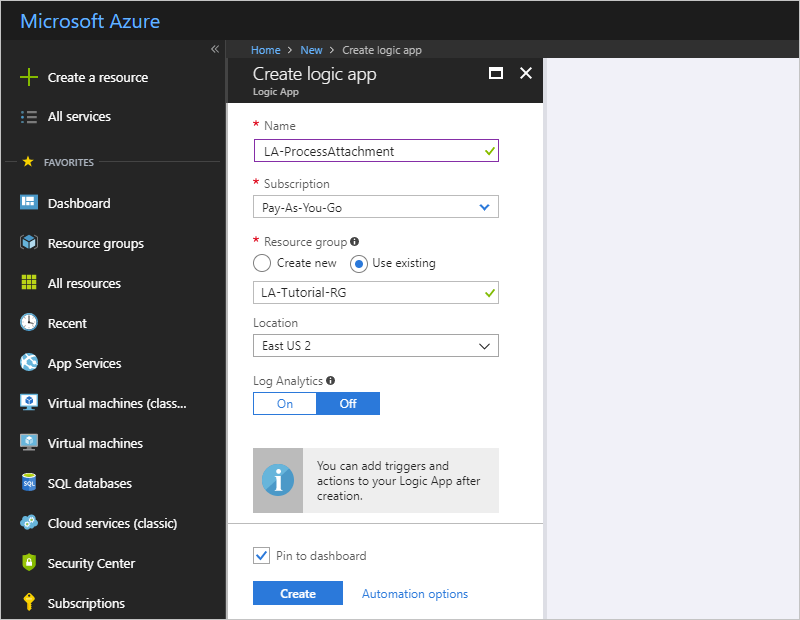 Microsoft Azure
«
Create a resource
All services
FAVORITES
Dashboard
Resource groups
All resources
Recent
App Services
Virtual machines (class...
Virtual machines
SQL databases
Cloud services (classic)
Security Center
Subscriptions
Home > New > Create logic app
Create logic app
Logic App
* Name
LA-ProcessAttachment
* Subscription
Pay-As-You-Go
* Resource group
Create new Use existing
LA-Tutorial-RG
Location
East US 2
Log Analytics
On Off
You can add triggers and
actions to your Logic App after
creation.
Pin to dashboard
Create Automation options